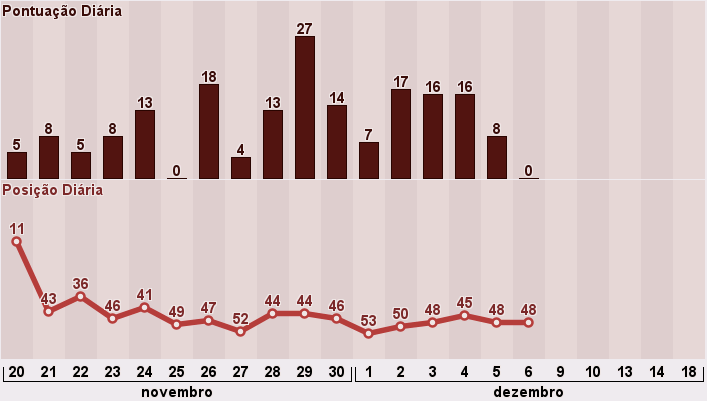 Pontuação Diária
5 8 5 8 13 0 18 4 13 27 14 7 17 16 16 8 0
Posição Diária
11 43 36 46 41 49 47 52 44 44 46 53 50 48 45 48 48
20 21 22 23 24 25 26 27 28 29 30 1 2 3 4 5 6 9 10 13 14 18
novembro dezembro